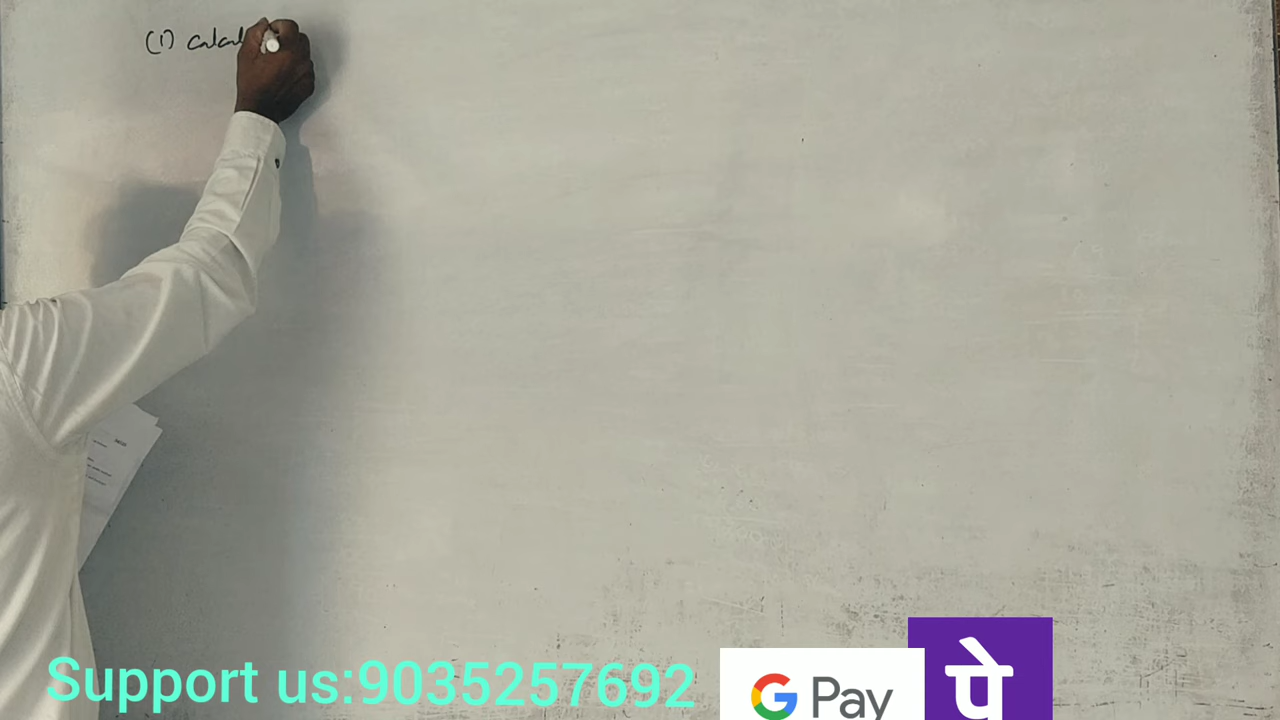 (1) calcul
Support us:9035257692
G Pay
पे